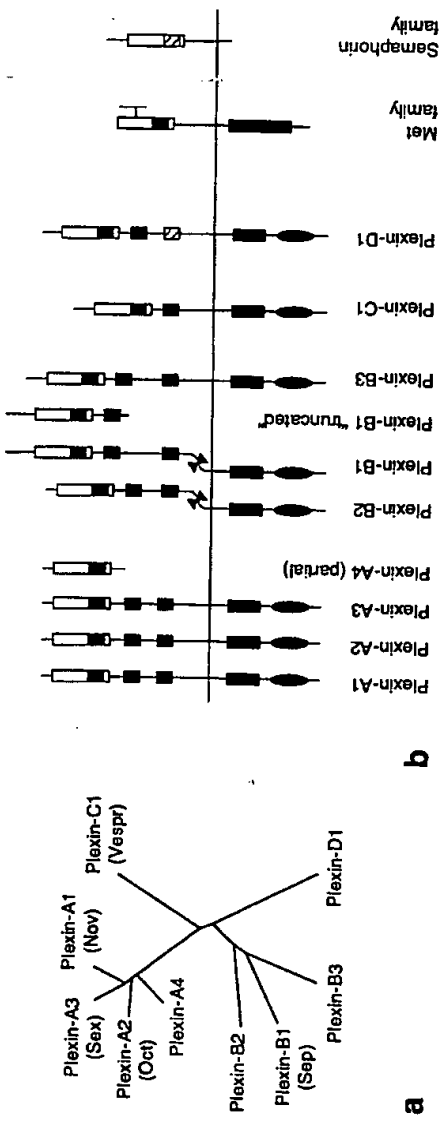 a
Plexin-A3
(Sex)
Plexin-A1
(Nov)
Plexin-C1
(Vespr)
Plexin-A2
(Oct)
Plexin-A4
Plexin-B2
Plexin-B1
(Sep)
Plexin-B3
Plexin-D1
b
Plexin-A1
Plexin-A2
Plexin-A3
Plexin-A4 (partial)
Plexin-B2
Plexin-B1
Plexin-B1 "truncated"
Plexin-B3
Plexin-C1
Plexin-D1
Met
family
Semaphorin
family